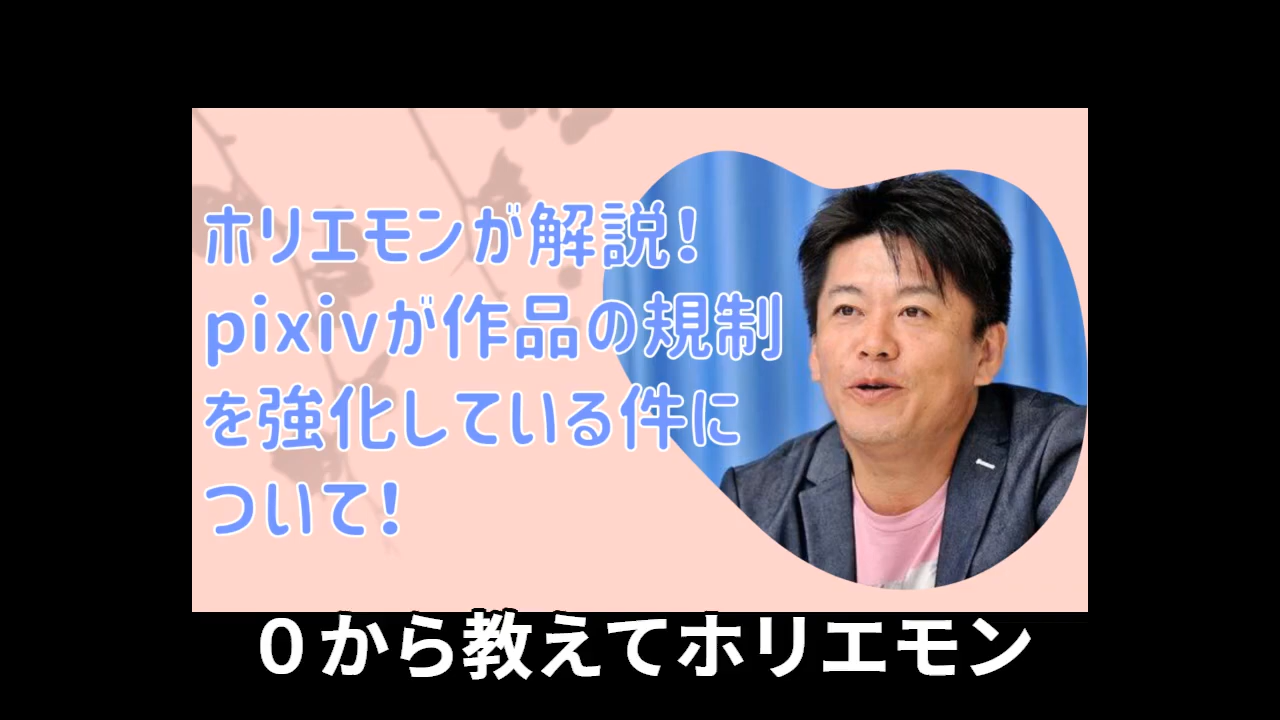 ホリエモンが解説！
pixivが作品の規制
を強化している件に
ついて！
０から教えてホリエモン